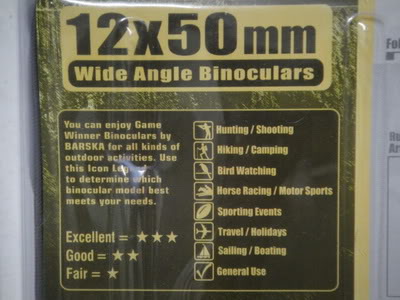 12x50mm
Wide Angle Binoculars
You can enjoy Game
Winner Binoculars by
BARSKA for all kinds of
outdoor activities. Use
this Icon
to determine which
binocular model best
meets your needs.
Excellent = ★ ★ ★
Good = ★ ★
Fair = ★
Hunting / Shooting
Hiking / Camping
Bird Watching
Horse Racing / Motor Sports
Sporting Events
Travel / Holidays
Sailing / Boating
General Use